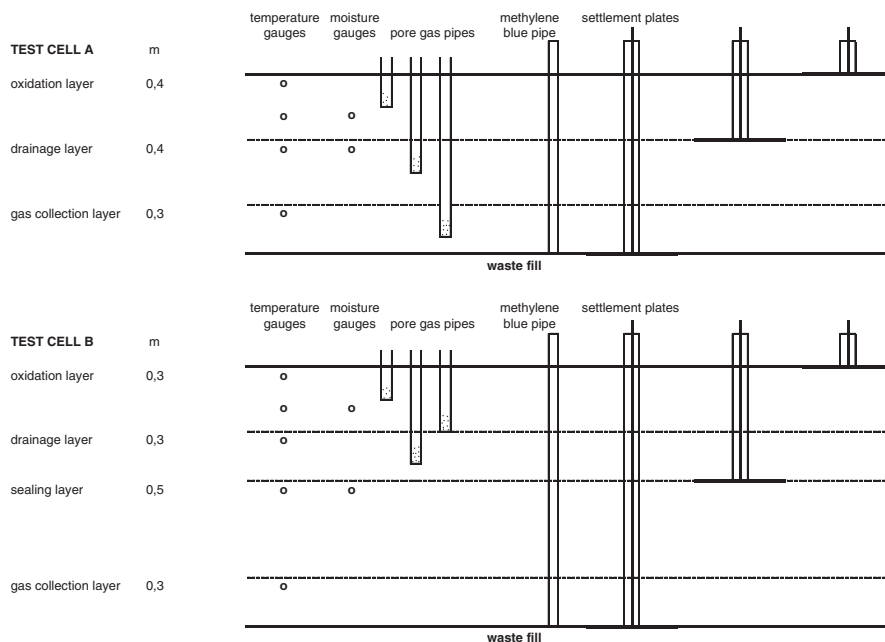 temperature gauges
moisture gauges
pore gas pipes
methylene blue pipe
settlement plates
TEST CELL A m
oxidation layer 0,4
drainage layer 0,4
gas collection layer 0,3
waste fill
temperature gauges
moisture gauges
pore gas pipes
methylene blue pipe
settlement plates
TEST CELL B m
oxidation layer 0,3
drainage layer 0,3
sealing layer 0,5
gas collection layer 0,3
waste fill